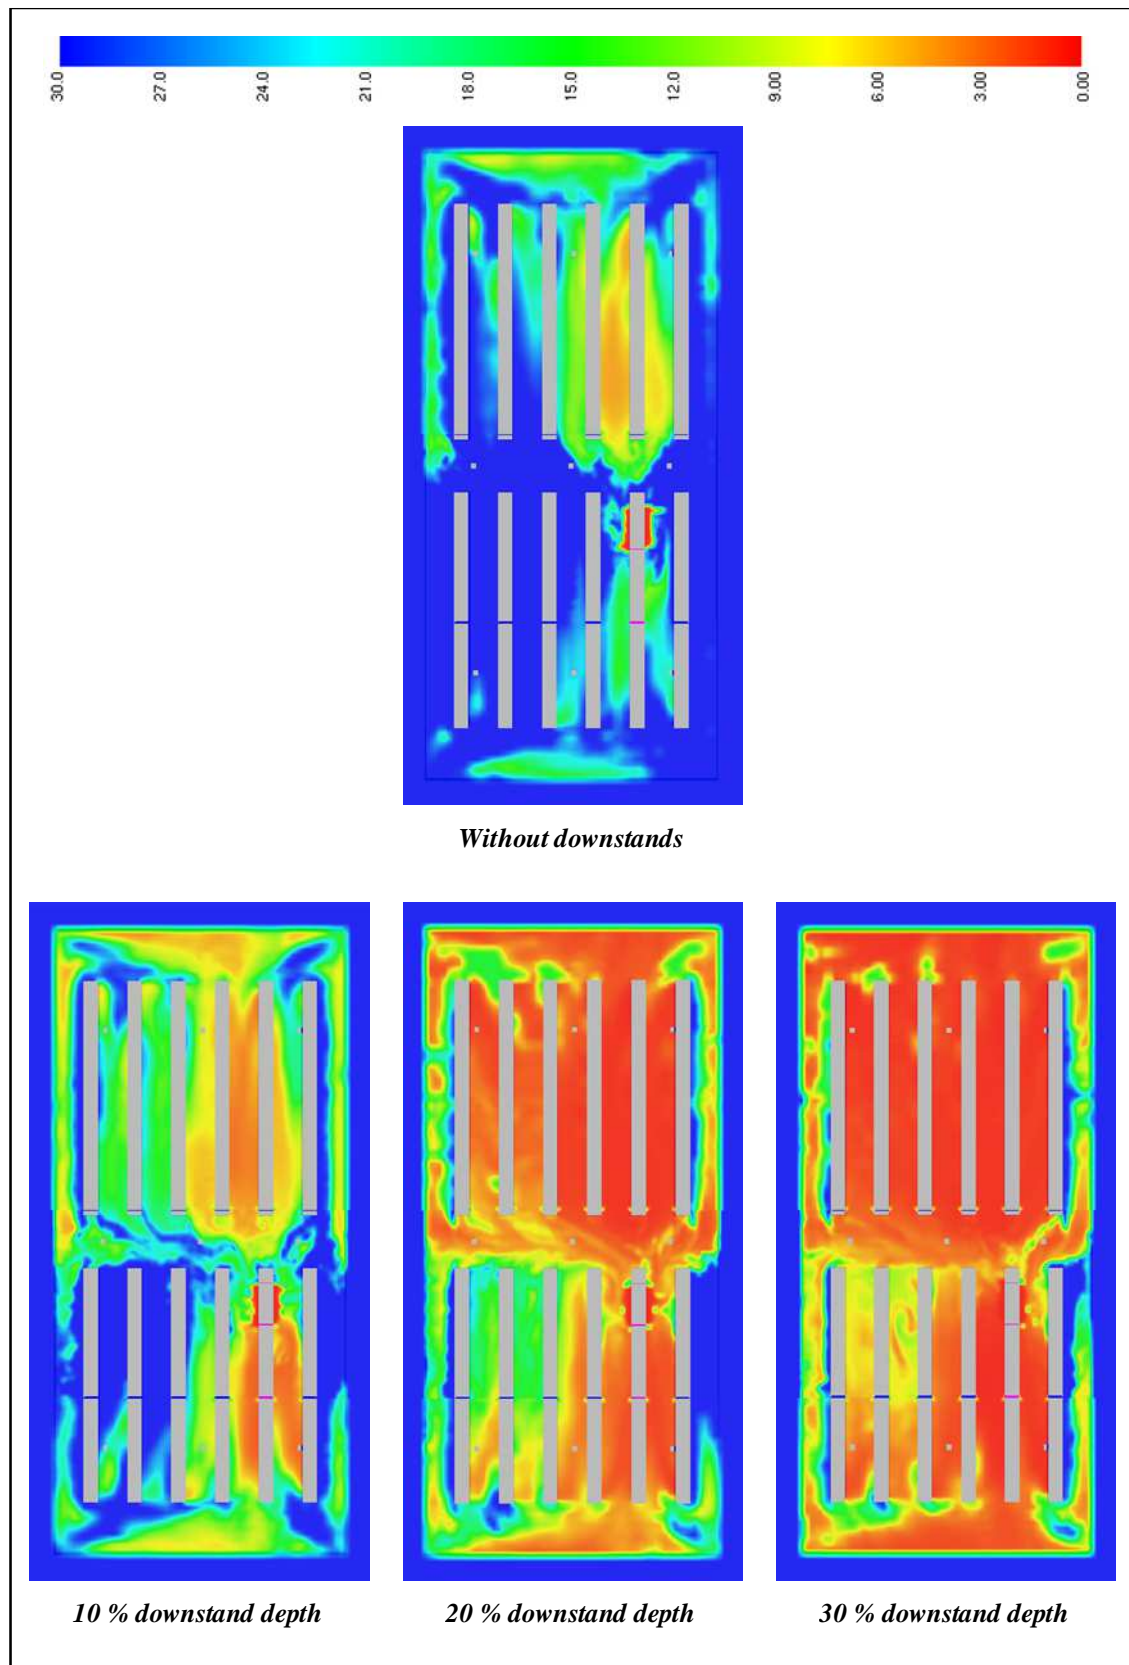 30.0 27.0 24.0 21.0 18.0 15.0 12.0 9.00 6.00 3.00 0.00
Without downstands
10 % downstand depth 20 % downstand depth 30 % downstand depth